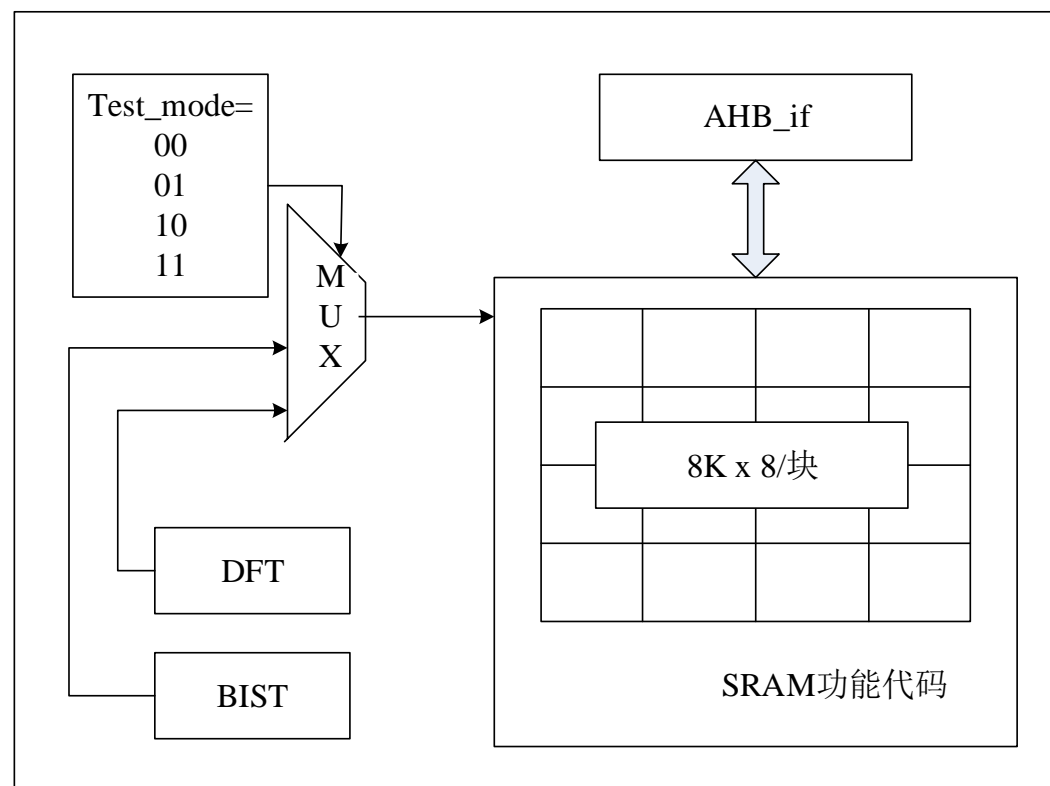 Test_mode=
00
01
10
11
AHB_if
M
U
X
8K x 8/块
DFT
BIST
SRAM功能代码